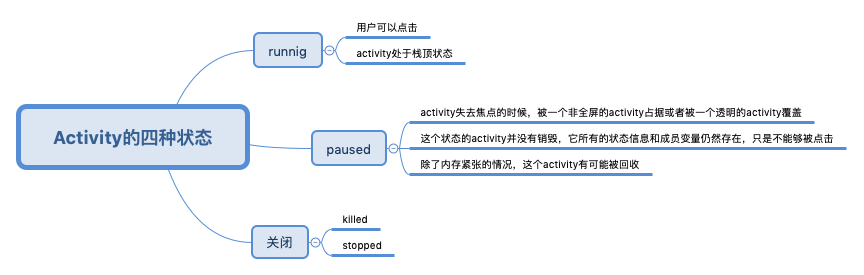 Activity的四种状态
runnig
用户可以点击
activity处于栈顶状态
paused
activity失去焦点的时候，被一个非全屏的activity占据或者被一个透明的activity覆盖
这个状态的activity并没有销毁，它所有的状态信息和成员变量仍然存在，只是不能够被点击
除了内存紧张的情况，这个activity有可能被回收
关闭
killed
stopped